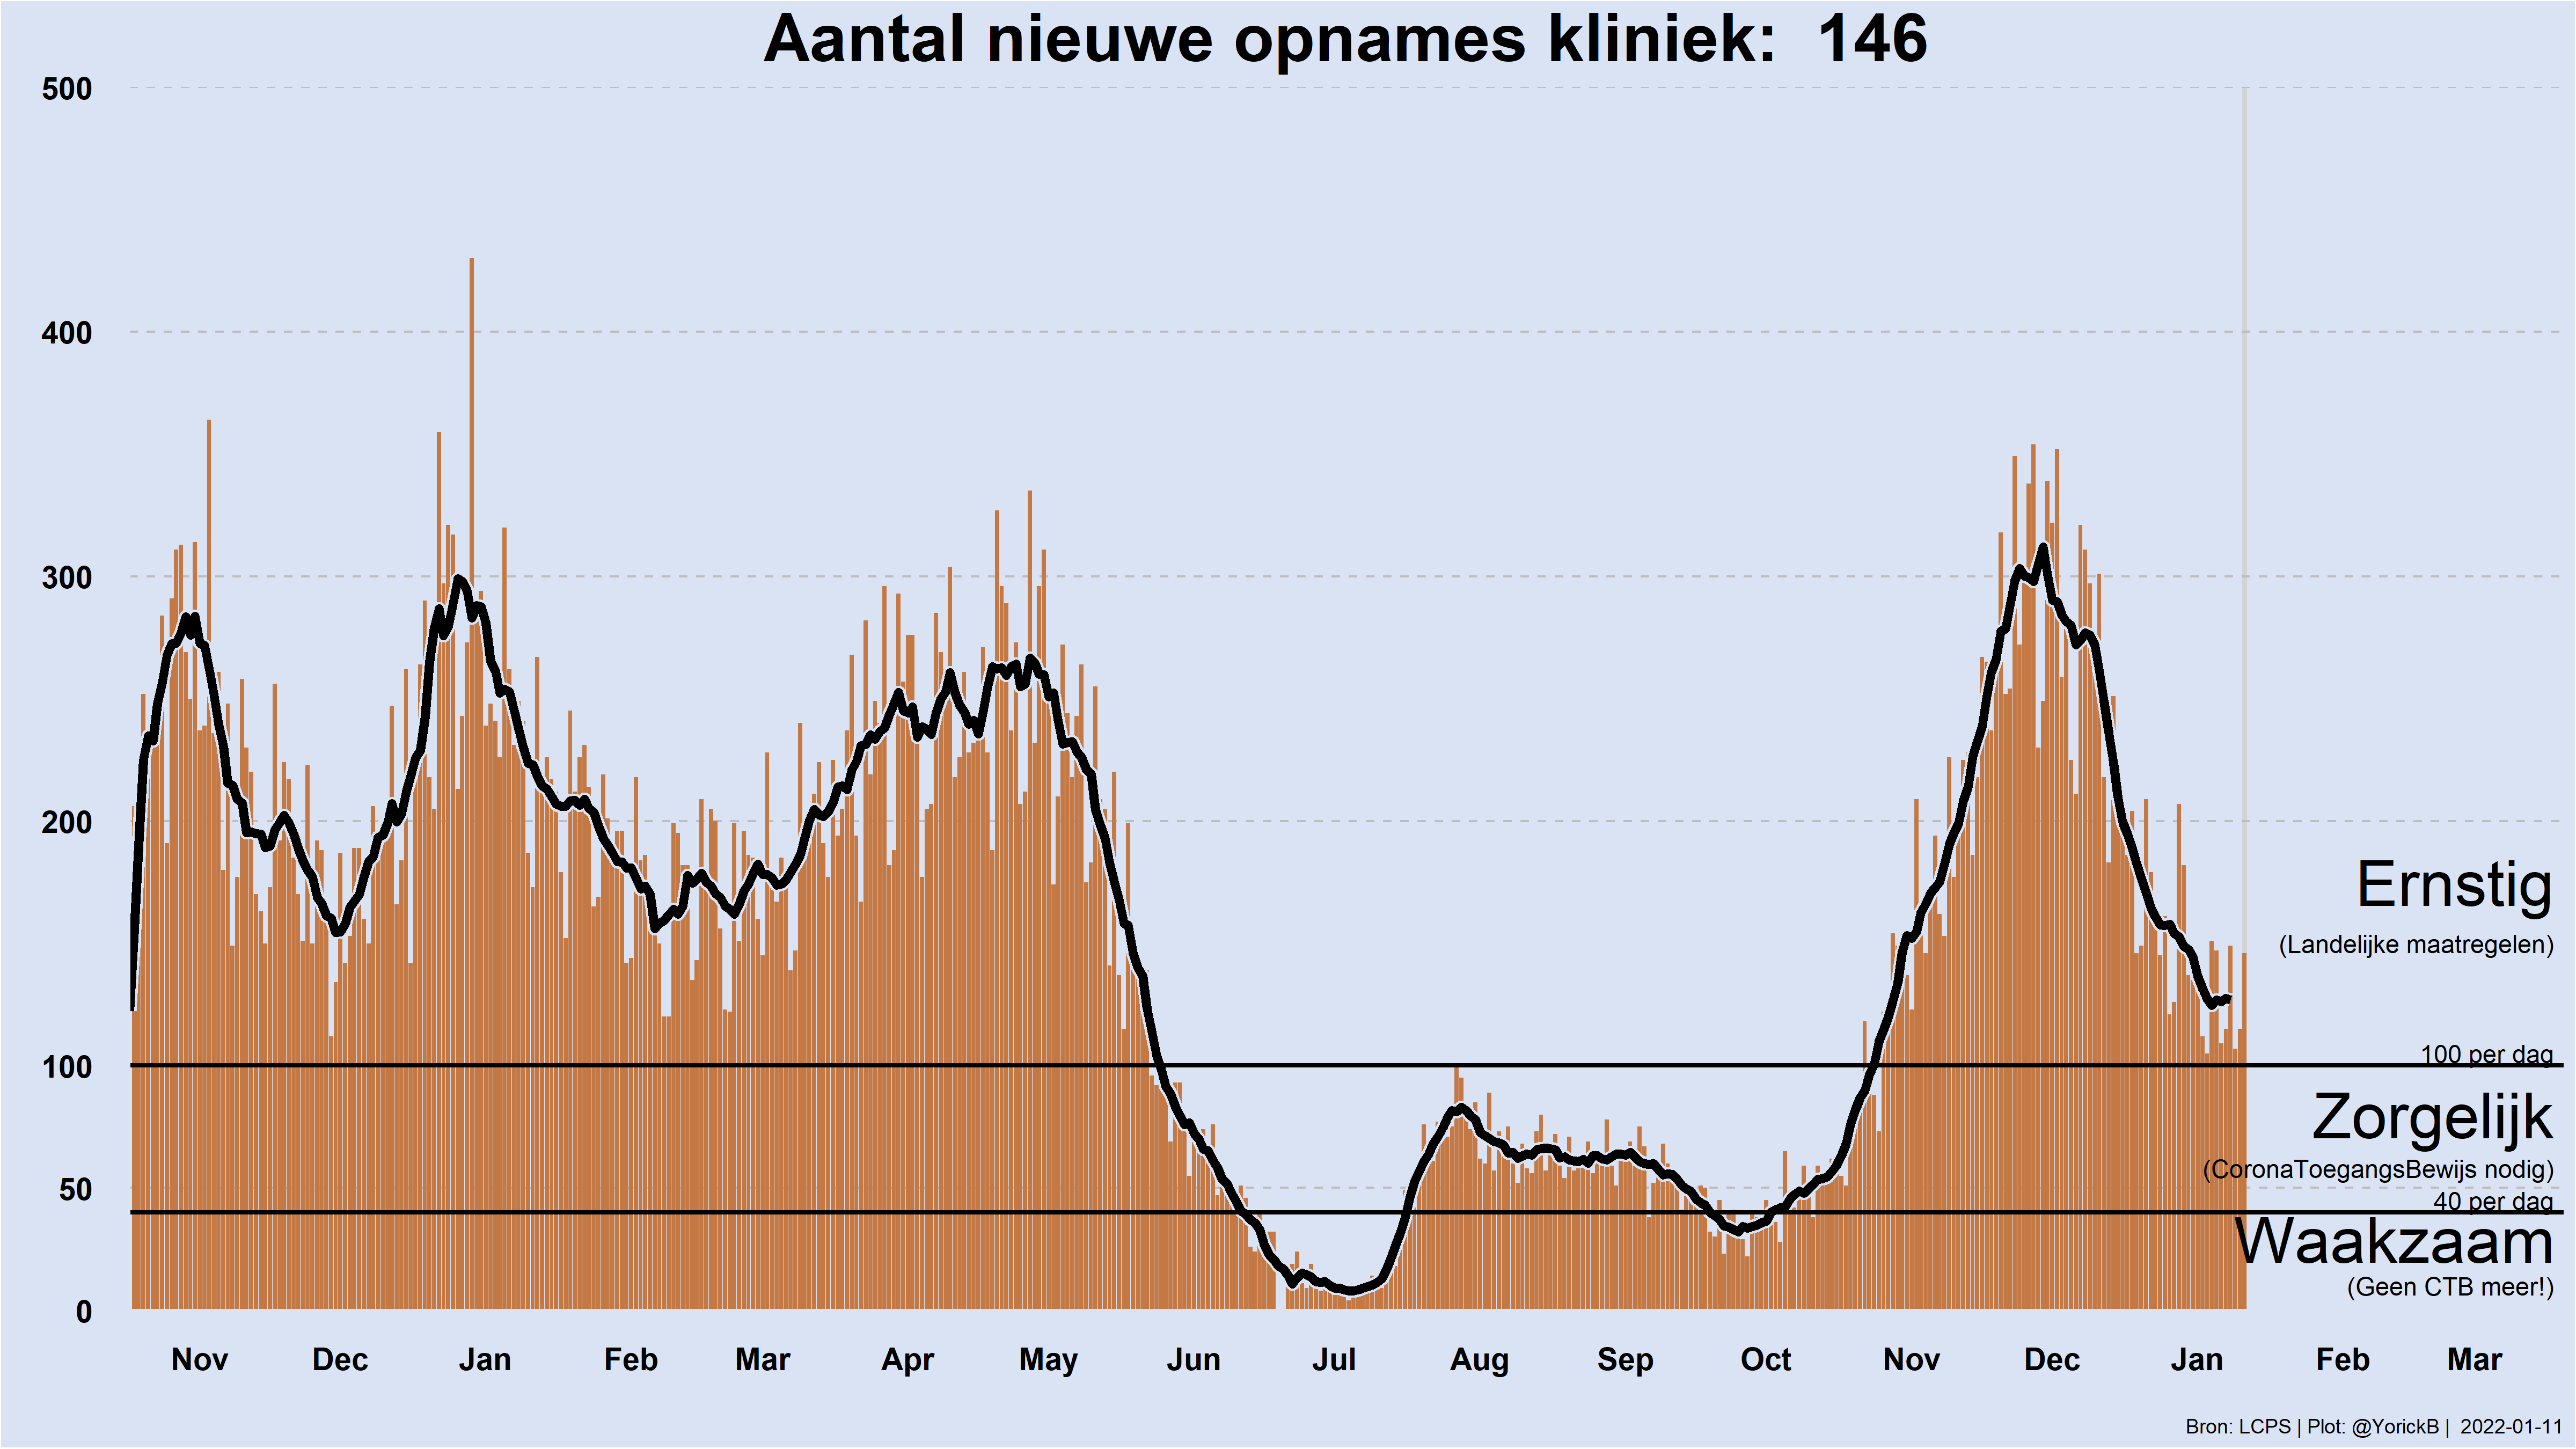 Aantal nieuwe opnames kliniek:  146
500
400
300
200
100
50
0
Ernstig
(Landelijke maatregelen)
100 per dag
Zorgelijk
(CoronaToegangsBewijs nodig)
40 per dag
Waakzaam
(Geen CTB meer!)
Nov Dec Jan Feb Mar Apr May Jun Jul Aug Sep Oct Nov Dec Jan Feb Mar
Bron: LCPS | Plot: @YorickB |  2022-01-11